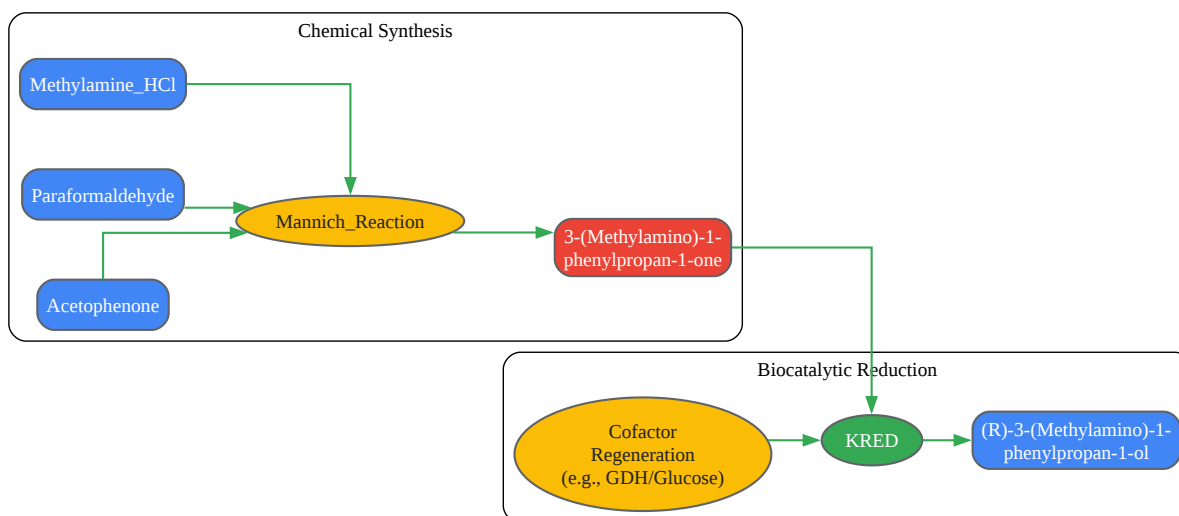 Chemical Synthesis
Methylamine_HCl
Paraformaldehyde
Mannich_Reaction
3-(Methylamino)-1-
phenylpropan-1-one
Acetophenone
Biocatalytic Reduction
Cofactor
Regeneration
(e.g., GDH/Glucose)
KRED
(R)-3-(Methylamino)-1-
phenylpropan-1-ol